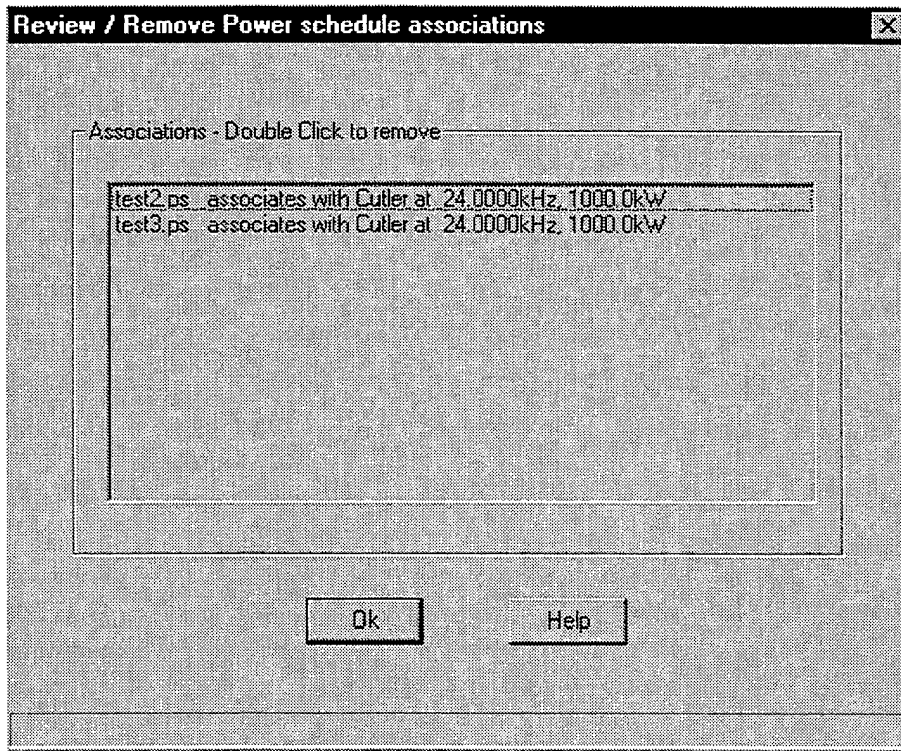 Review / Remove Power schedule associations
Associations - Double Click to remove
test2.ps associates with Cutler at 24.0000kHz, 1000.0kW
test3.ps associates with Cutler at 24.0000kHz, 1000.0kW
Ok
Help